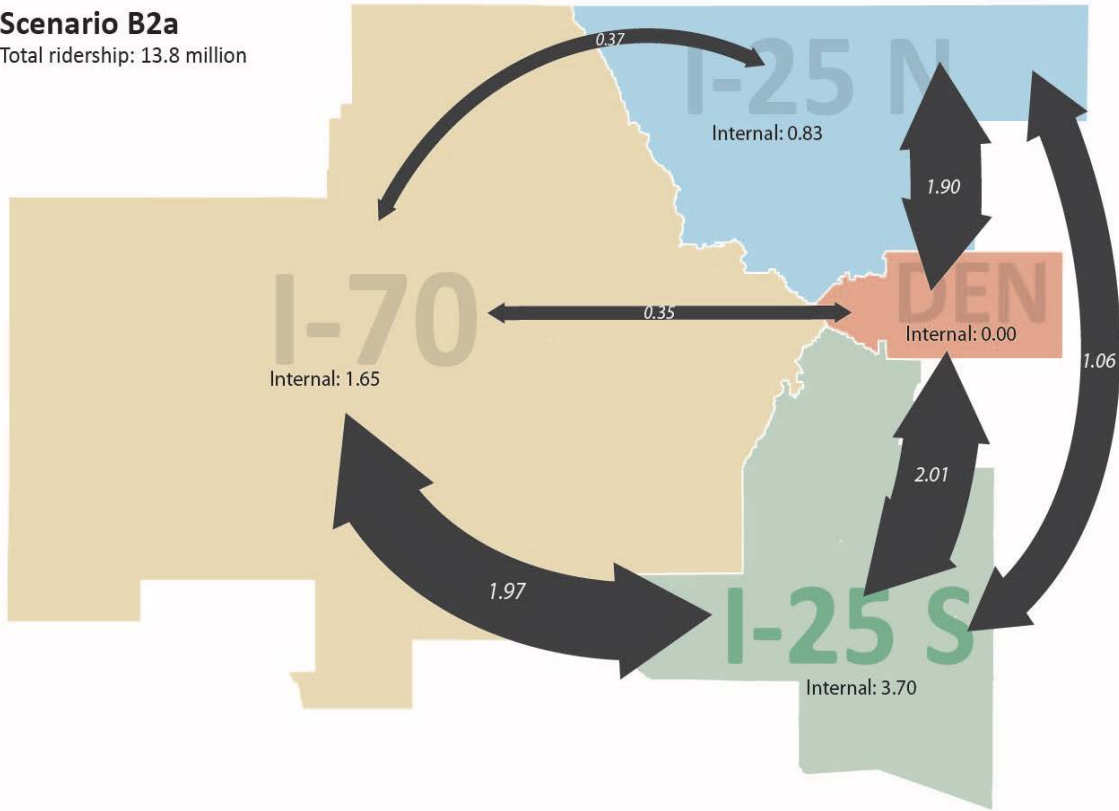 Scenario B2a
Total ridership: 13.8 million
0.37
I-25 N
Internal: 0.83
1.90
DEN
Internal: 0.00
I-70
0.35
Internal: 1.65
1.06
2.01
1.97
I-25 S
Internal: 3.70